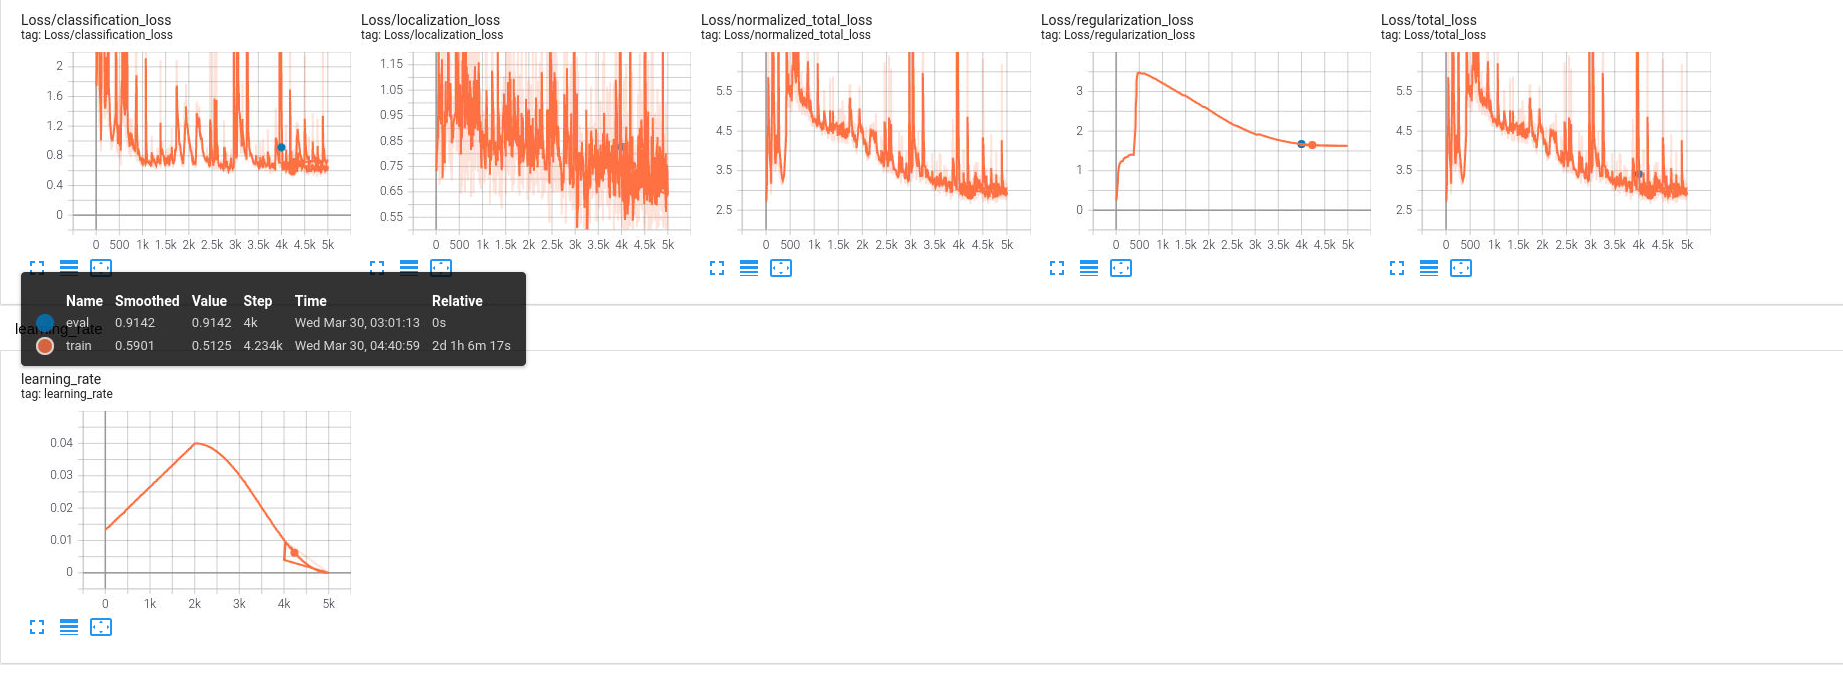 Loss/classification_loss
tag: Loss/classification_loss
2
1.6
1.2
0.8
0.4
0
0 500 1k 1.5k 2k 2.5k 3k 3.5k 4k 4.5k 5k
Loss/localization_loss
tag: Loss/localization_loss
1.15
1.05
0.95
0.85
0.75
0.65
0.55
0 500 1k 1.5k 2k 2.5k 3k 3.5k 4k 4.5k 5k
Loss/normalized_total_loss
tag: Loss/normalized_total_loss
5.5
4.5
3.5
2.5
0 500 1k 1.5k 2k 2.5k 3k 3.5k 4k 4.5k 5k
Loss/regularization_loss
tag: Loss/regularization_loss
3
2
1
0
0 500 1k 1.5k 2k 2.5k 3k 3.5k 4k 4.5k 5k
Loss/total_loss
tag: Loss/total_loss
5.5
4.5
3.5
2.5
0 500 1k 1.5k 2k 2.5k 3k 3.5k 4k 4.5k 5k
Name Smoothed Value Step Time Relative
eval 0.9142 0.9142 4k Wed Mar 30, 03:01:13 0s
train 0.5901 0.5125 4.234k Wed Mar 30, 04:40:59 2d 1h 6m 17s
learning_rate
learning_rate
tag: learning_rate
0.04
0.03
0.02
0.01
0
0 1k 2k 3k 4k 5k